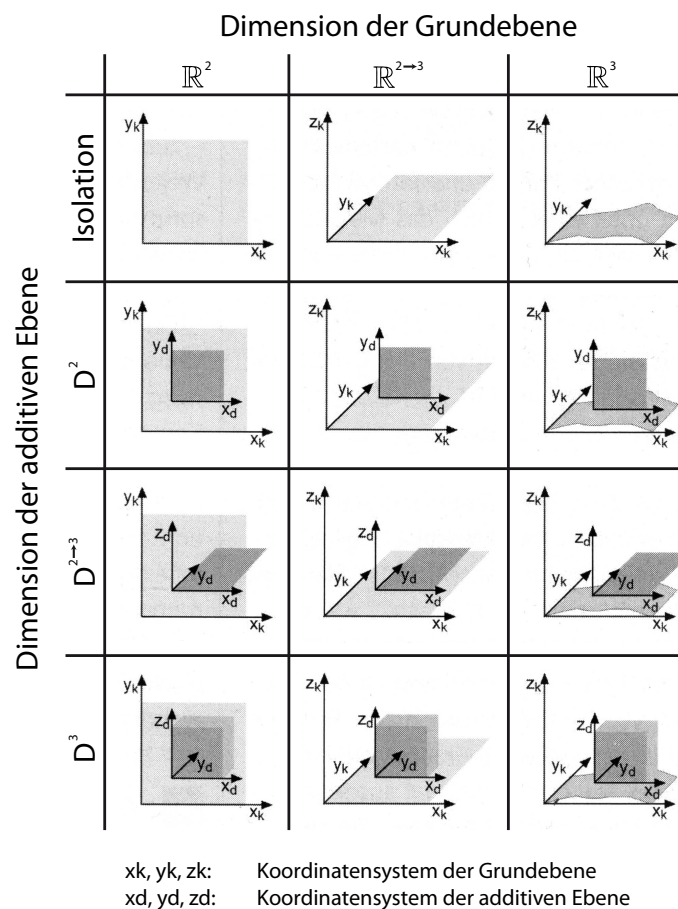 Dimension der Grundebene
ℝ² ℝ²→³ ℝ³
Dimension der additiven Ebene
Isolation
yk xk
zk yk xk
zk yk xk
D²
yk yd xd xk
zk yd yk xd xk
zk yd yk xd xk
D²→³
yk zd yd xd xk
zk zd yk yd xd xk
zk zd yk yd xd xk
D³
yk zd yd xd xk
zk zd yk yd xd xk
zk zd yk yd xd xk
xk, yk, zk: Koordinatensystem der Grundebene
xd, yd, zd: Koordinatensystem der additiven Ebene